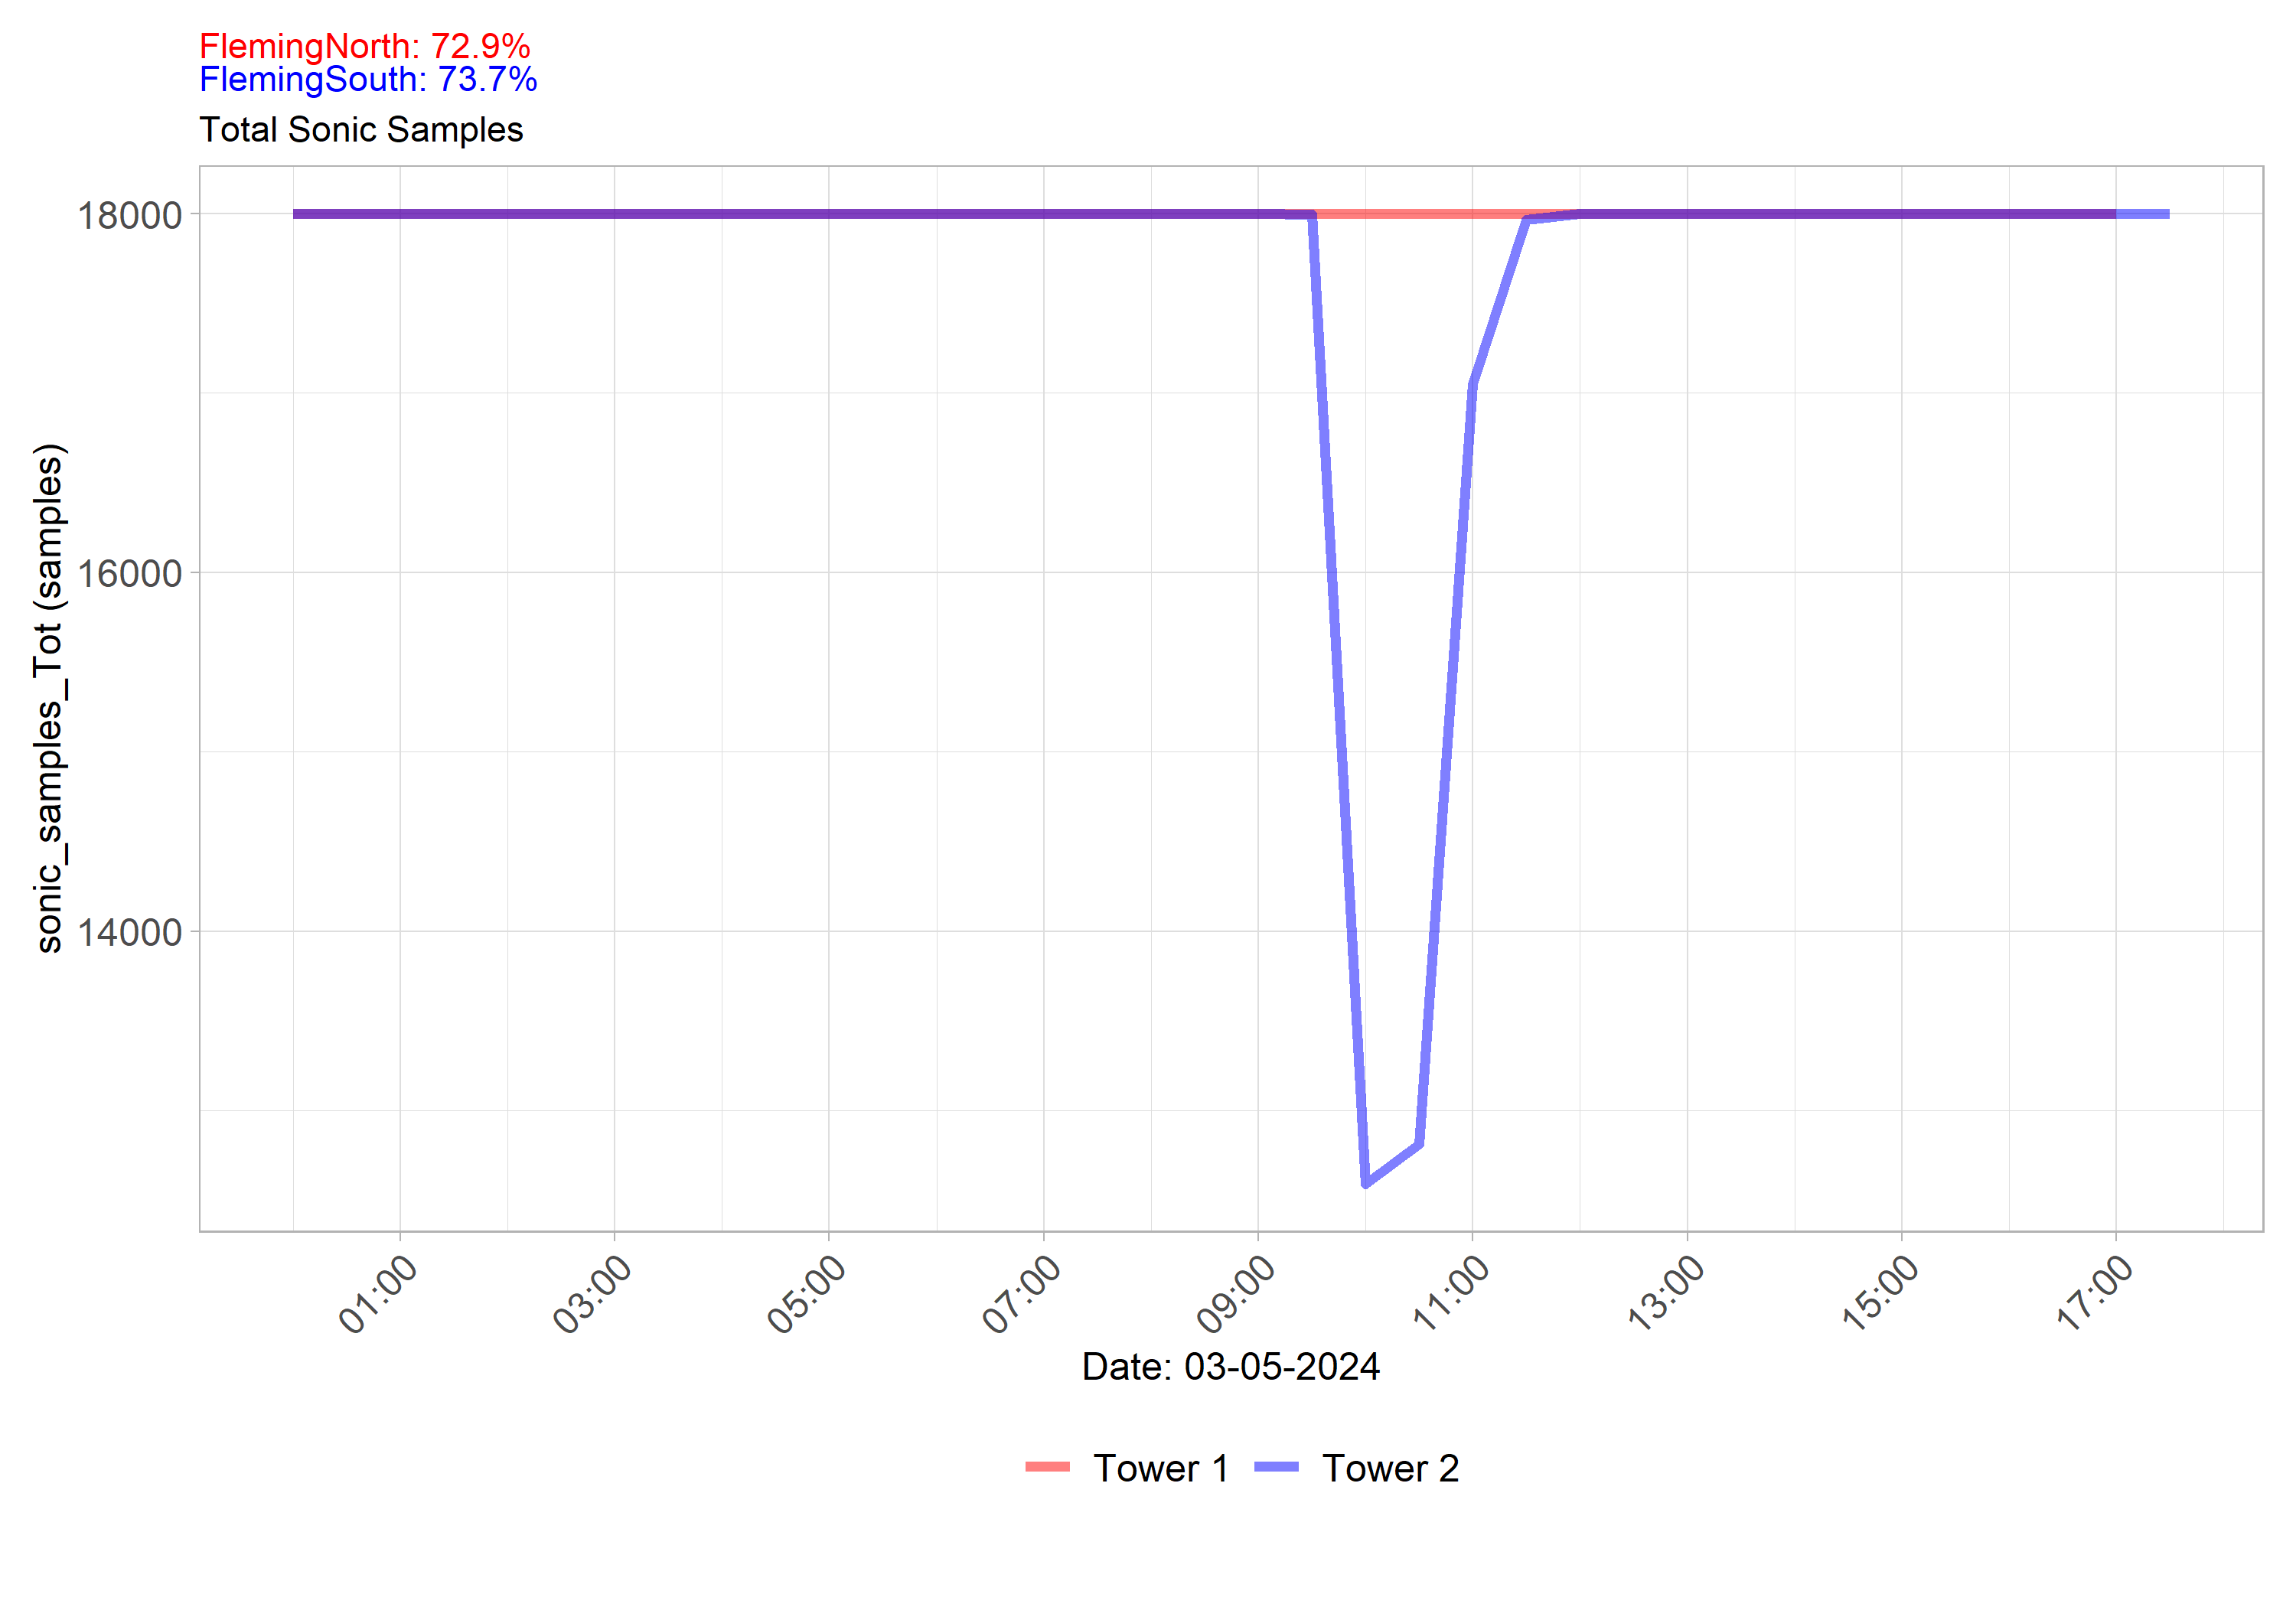 FlemingNorth: 72.9%
FlemingSouth: 73.7%
Total Sonic Samples
sonic_samples_Tot (samples)
18000
16000
14000
01:00
03:00
05:00
07:00
09:00
11:00
13:00
15:00
17:00
Date: 03-05-2024
Tower 1
Tower 2